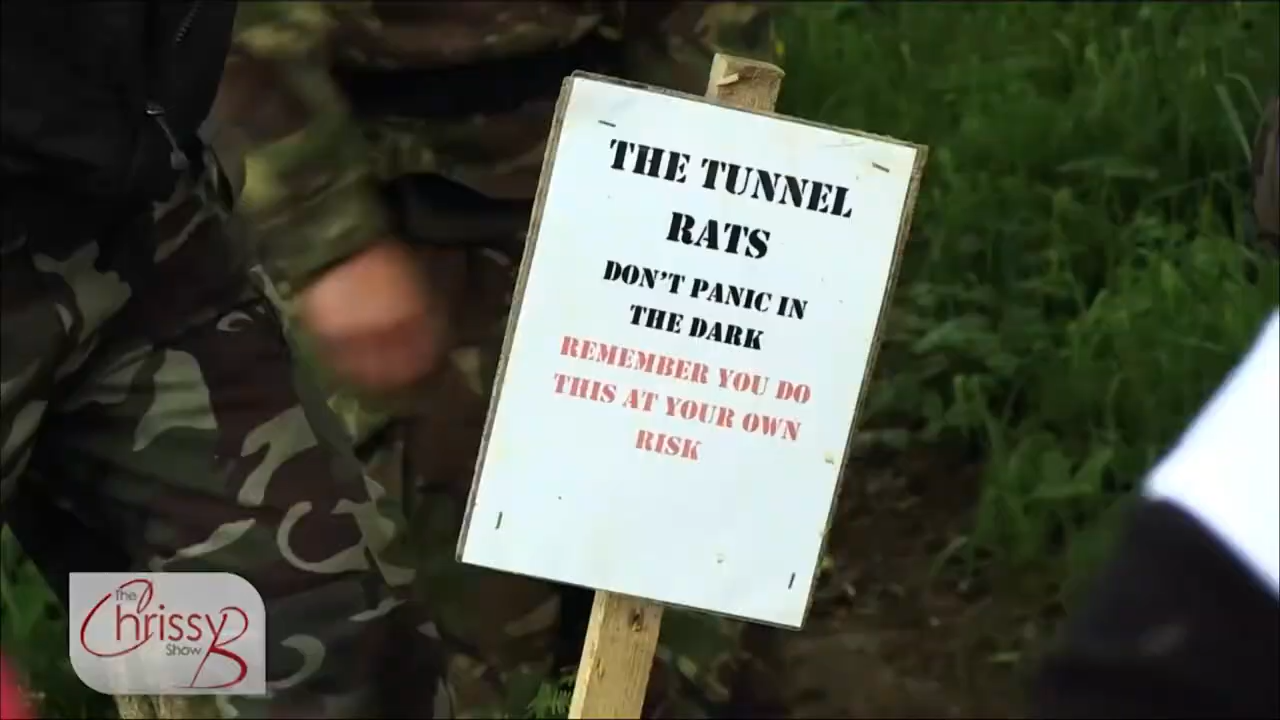 THE TUNNEL
RATS
DON'T PANIC IN
THE DARK
REMEMBER YOU DO
THIS AT YOUR OWN
RISK
The
Chrissy B
Show